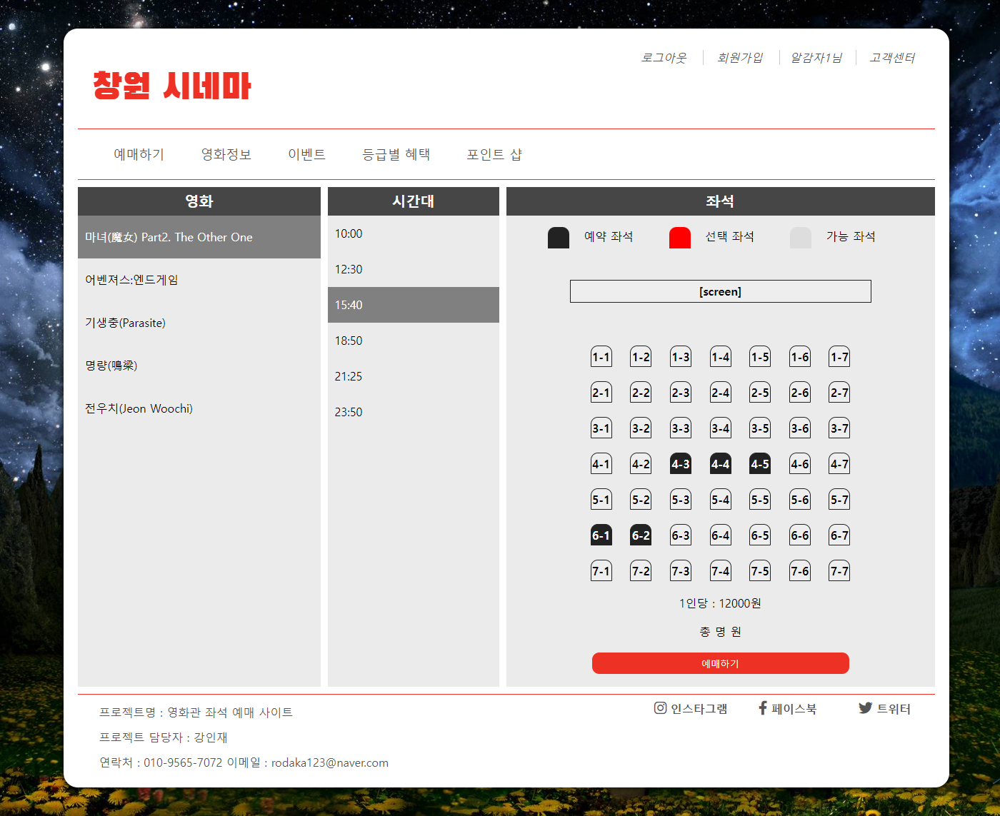 로그아웃 회원가입 알감자1님 고객센터
창원 시네마
예매하기 영화정보 이벤트 등급별 혜택 포인트 샵
영화
마녀(魔女) Part2. The Other One
어벤져스:엔드게임
기생충(Parasite)
명량(鳴梁)
전우치(Jeon Woochi)
시간대
10:00
12:30
15:40
18:50
21:25
23:50
좌석
예약 좌석 선택 좌석 가능 좌석
[screen]
1-1 1-2 1-3 1-4 1-5 1-6 1-7
2-1 2-2 2-3 2-4 2-5 2-6 2-7
3-1 3-2 3-3 3-4 3-5 3-6 3-7
4-1 4-2 4-3 4-4 4-5 4-6 4-7
5-1 5-2 5-3 5-4 5-5 5-6 5-7
6-1 6-2 6-3 6-4 6-5 6-6 6-7
7-1 7-2 7-3 7-4 7-5 7-6 7-7
1인당 : 12000원
총 명 원
예매하기
프로젝트명 : 영화관 좌석 예매 사이트
프로젝트 담당자 : 강인재
연락처 : 010-9565-7072 이메일 : rodaka123@naver.com
인스타그램 페이스북 트위터